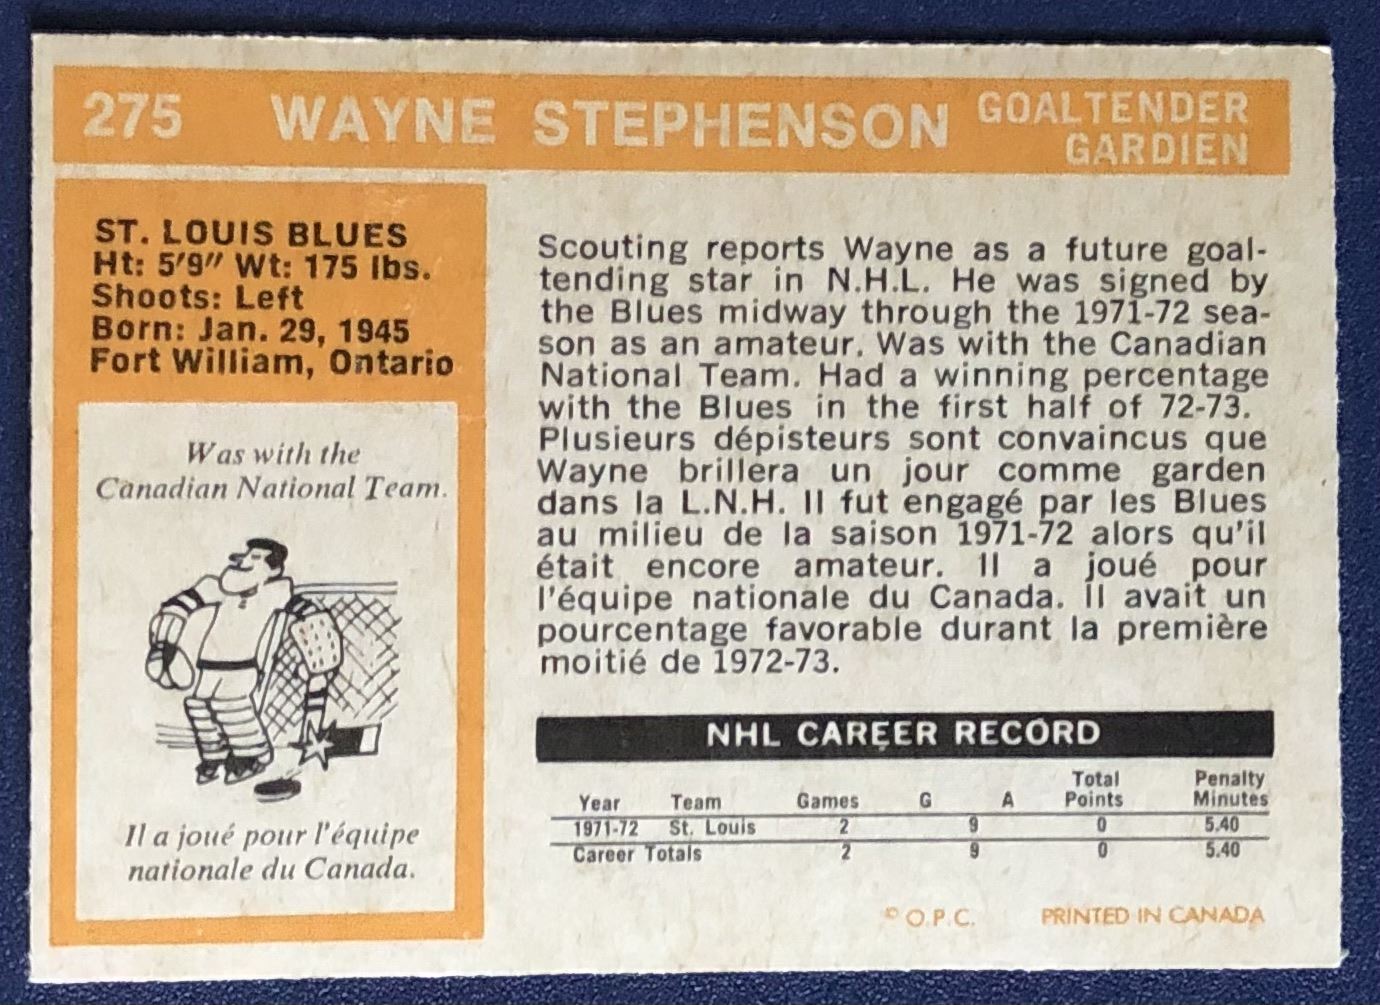 275 WAYNE STEPHENSON GOALTENDER
GARDIEN
ST. LOUIS BLUES
Ht: 5'9" Wt: 175 lbs.
Shoots: Left
Born: Jan. 29, 1945
Fort William, Ontario
Was with the
Canadian National Team.
Il a joué pour l'équipe
nationale du Canada.
Scouting reports Wayne as a future goal-
tending star in N.H.L. He was signed by
the Blues midway through the 1971-72 sea-
son as an amateur. Was with the Canadian
National Team. Had a winning percentage
with the Blues in the first half of 72-73.
Plusieurs dépisteurs sont convaincus que
Wayne brillera un jour comme garden
dans la L.N.H. Il fut engagé par les Blues
au milieu de la saison 1971-72 alors qu'il
était encore amateur. Il a joué pour
l'équipe nationale du Canada. Il avait un
pourcentage favorable durant la première
moitié de 1972-73.
NHL CAREER RECORD
Year Team Games G A Total Points Penalty Minutes
1971-72 St. Louis 2 9 0 5.40
Career Totals 2 9 0 5.40
© O.P.C. PRINTED IN CANADA